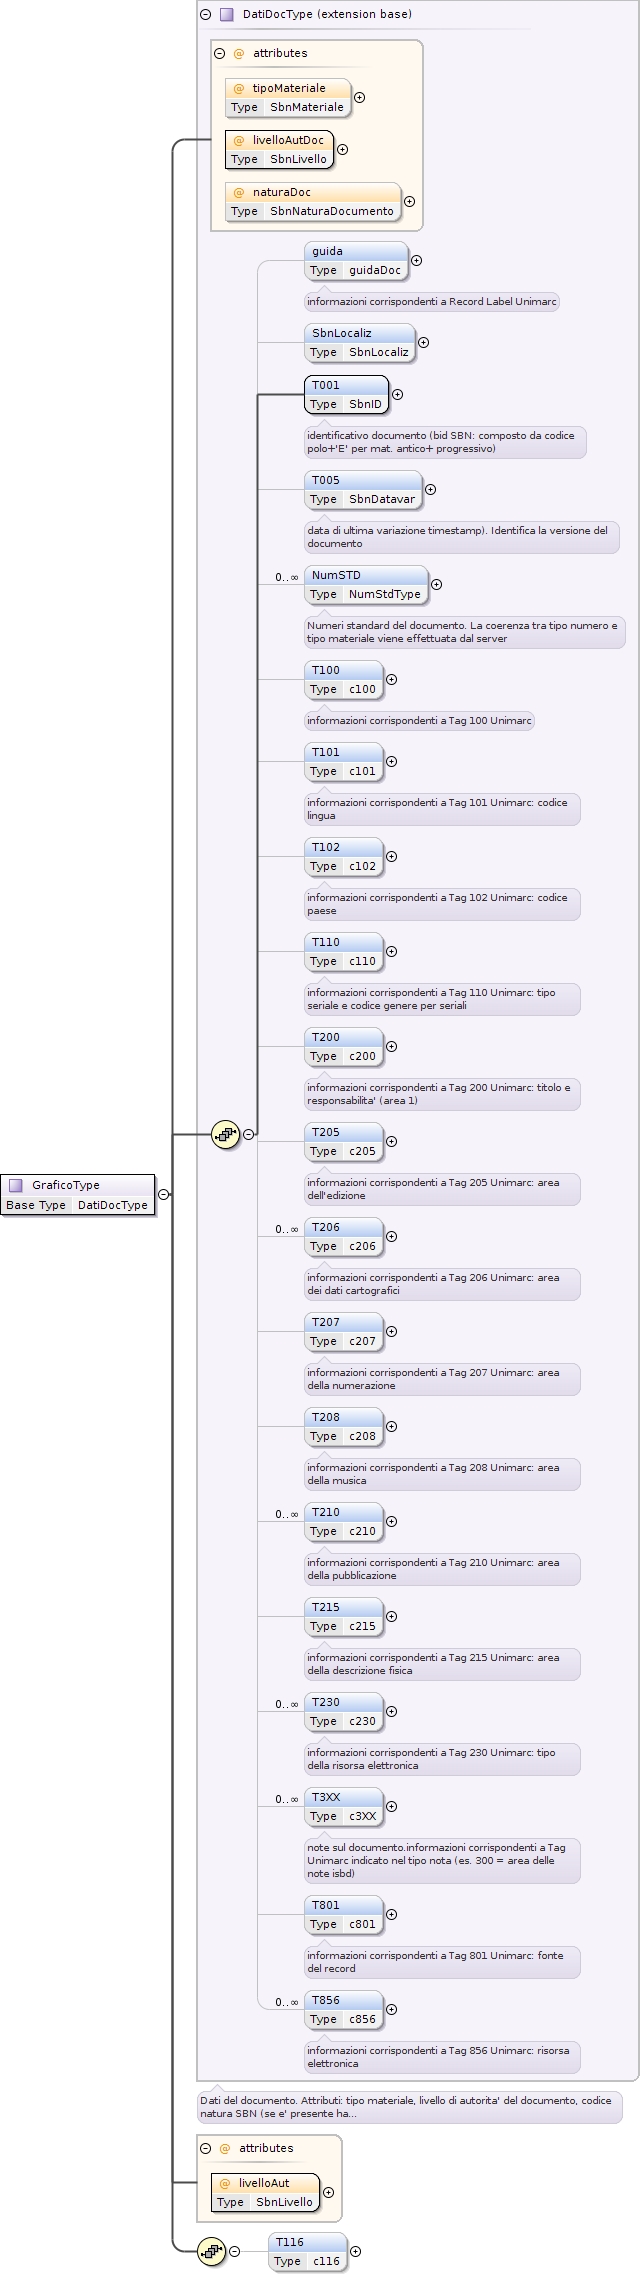 DatiDocType (extension base)
@ attributes
@ tipoMateriale
Type SbnMateriale
@ livelloAutDoc
Type SbnLivello
@ naturaDoc
Type SbnNaturaDocumento
guida
Type guidaDoc
informazioni corrispondenti a Record Label Unimarc
SbnLocaliz
Type SbnLocaliz
T001
Type SbnID
identificativo documento (bid SBN: composto da codice
polo+'E' per mat. antico+ progressivo)
T005
Type SbnDatavar
data di ultima variazione timestamp). Identifica la versione del
documento
0..∞
NumSTD
Type NumStdType
Numeri standard del documento. La coerenza tra tipo numero e
tipo materiale viene effettuata dal server
T100
Type c100
informazioni corrispondenti a Tag 100 Unimarc
T101
Type c101
informazioni corrispondenti a Tag 101 Unimarc: codice
lingua
T102
Type c102
informazioni corrispondenti a Tag 102 Unimarc: codice
paese
T110
Type c110
informazioni corrispondenti a Tag 110 Unimarc: tipo
seriale e codice genere per seriali
T200
Type c200
informazioni corrispondenti a Tag 200 Unimarc: titolo e
responsabilita' (area 1)
T205
Type c205
informazioni corrispondenti a Tag 205 Unimarc: area
dell'edizione
GraficoType
Base Type DatiDocType
0..∞
T206
Type c206
informazioni corrispondenti a Tag 206 Unimarc: area
dei dati cartografici
T207
Type c207
informazioni corrispondenti a Tag 207 Unimarc: area
della numerazione
T208
Type c208
informazioni corrispondenti a Tag 208 Unimarc: area
della musica
0..∞
T210
Type c210
informazioni corrispondenti a Tag 210 Unimarc: area
della pubblicazione
T215
Type c215
informazioni corrispondenti a Tag 215 Unimarc: area
della descrizione fisica
0..∞
T230
Type c230
informazioni corrispondenti a Tag 230 Unimarc: tipo
della risorsa elettronica
0..∞
T3XX
Type c3XX
note sul documento.informazioni corrispondenti a Tag
Unimarc indicato nel tipo nota (es. 300 = area delle
note isbd)
T801
Type c801
informazioni corrispondenti a Tag 801 Unimarc: fonte
del record
0..∞
T856
Type c856
informazioni corrispondenti a Tag 856 Unimarc: risorsa
elettronica
Dati del documento. Attributi: tipo materiale, livello di autorita' del documento, codice
natura SBN (se e' presente ha...
@ attributes
@ livelloAut
Type SbnLivello
T116
Type c116